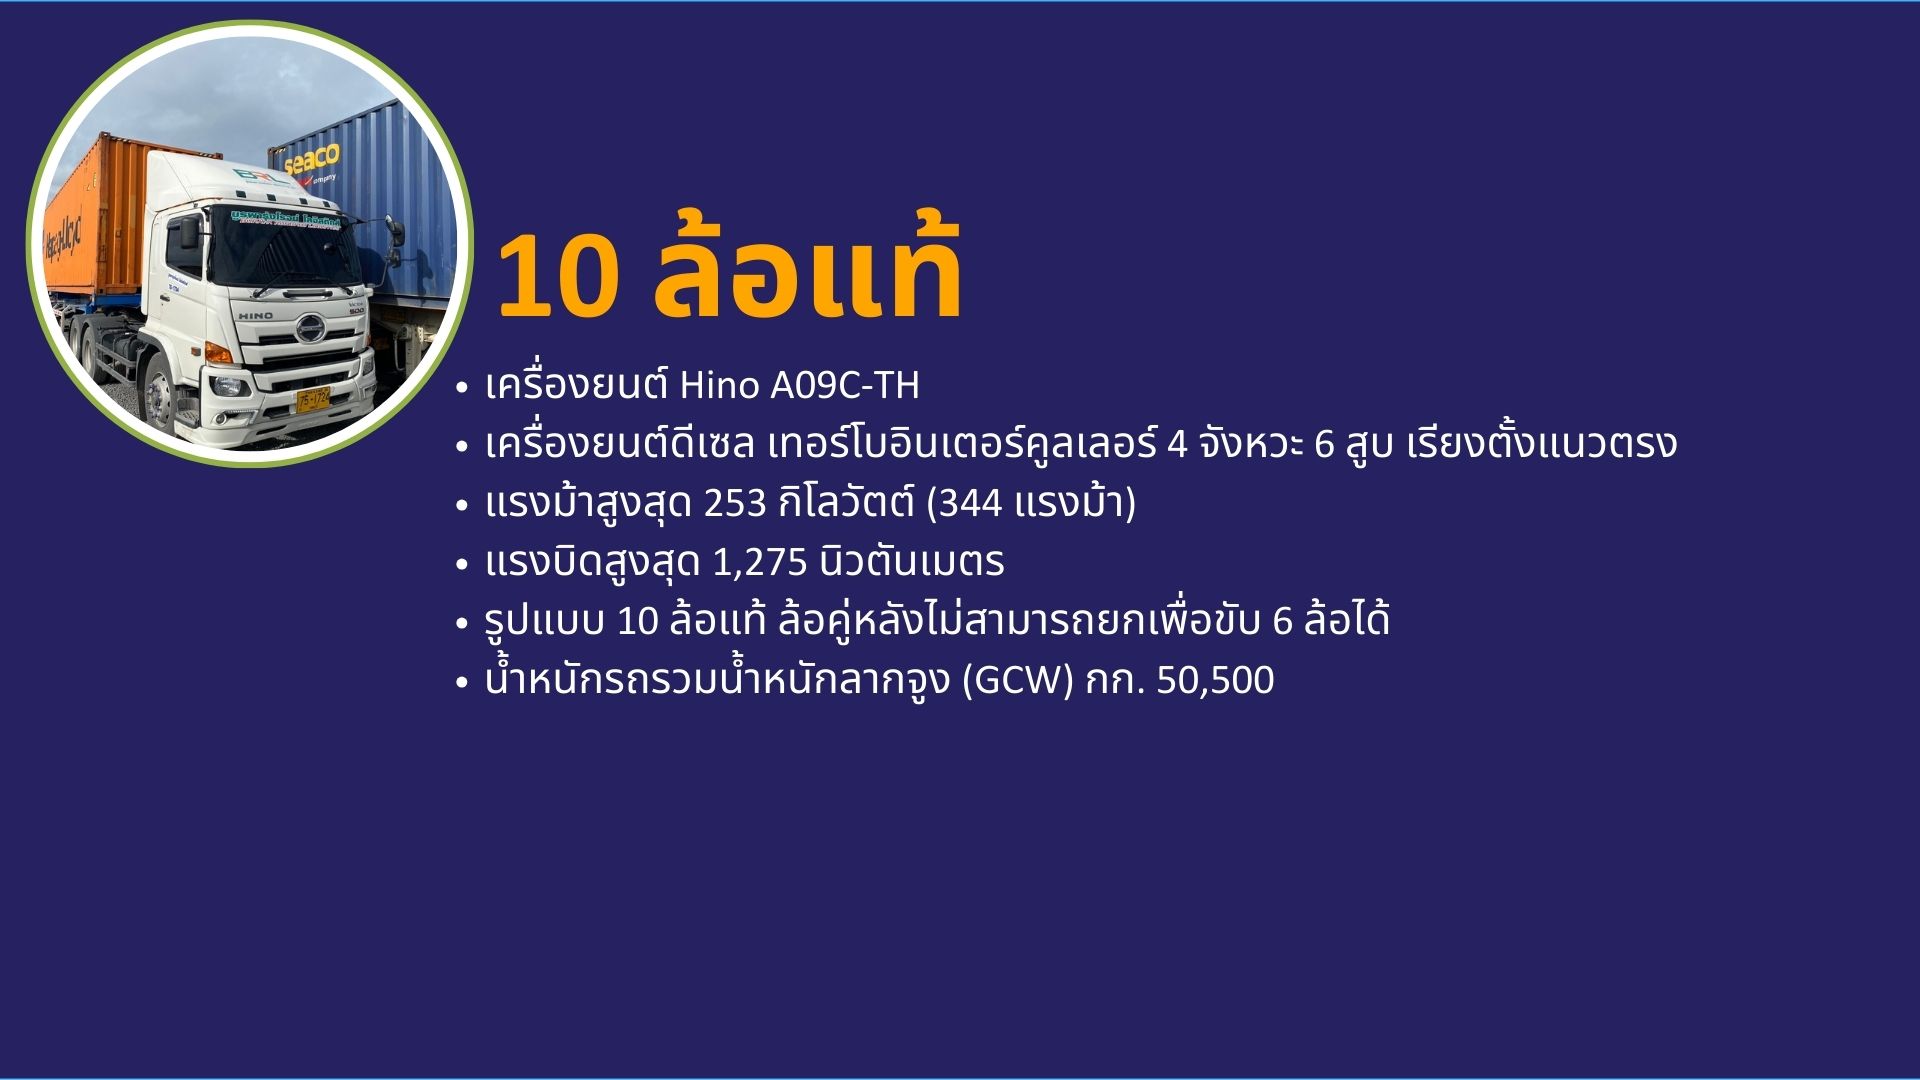 seaco
company
BRL
HINO
500
75-1724
10 ล้อแท้
• เครื่องยนต์ Hino A09C-TH
• เครื่องยนต์ดีเซล เทอร์โบอินเตอร์คูลเลอร์ 4 จังหวะ 6 สูบ เรียงตั้งแนวตรง
• แรงม้าสูงสุด 253 กิโลวัตต์ (344 แรงม้า)
• แรงบิดสูงสุด 1,275 นิวตันเมตร
• รูปแบบ 10 ล้อแท้ ล้อคู่หลังไม่สามารถยกเพื่อขับ 6 ล้อได้
• น้ำหนักรถรวมน้ำหนักลากจูง (GCW) กก. 50,500